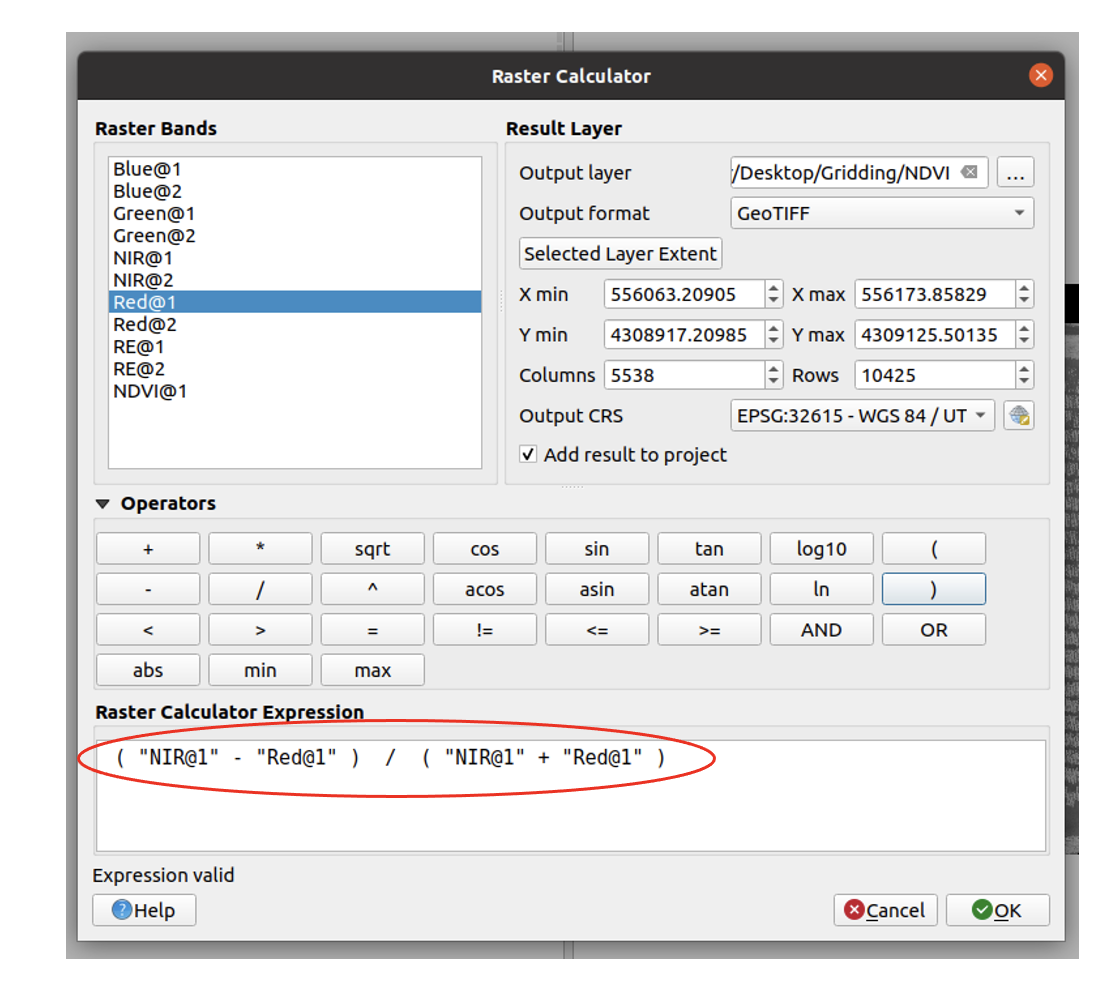 Raster Calculator
Raster Bands
Blue@1
Blue@2
Green@1
Green@2
NIR@1
NIR@2
Red@1
Red@2
RE@1
RE@2
NDVI@1
Result Layer
Output layer /Desktop/Gridding/NDVI ...
Output format GeoTIFF
Selected Layer Extent
X min 556063.20905 X max 556173.85829
Y min 4308917.20985 Y max 4309125.50135
Columns 5538 Rows 10425
Output CRS EPSG:32615 - WGS 84 / UT
Add result to project
Operators
+ * sqrt cos sin tan log10 (
- / ^ acos asin atan ln )
< > = != <= >= AND OR
abs min max
Raster Calculator Expression
( "NIR@1" - "Red@1" ) / ( "NIR@1" + "Red@1" )
Expression valid
Help Cancel OK